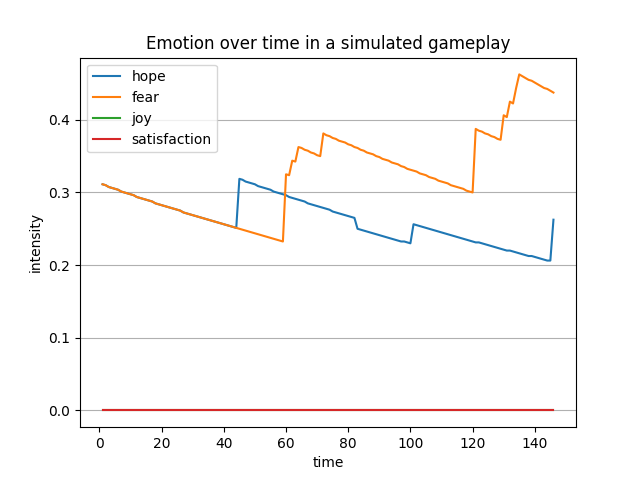 Emotion over time in a simulated gameplay
hope
fear
joy
satisfaction
0.4
0.3
0.2
0.1
0.0
intensity
0 20 40 60 80 100 120 140
time